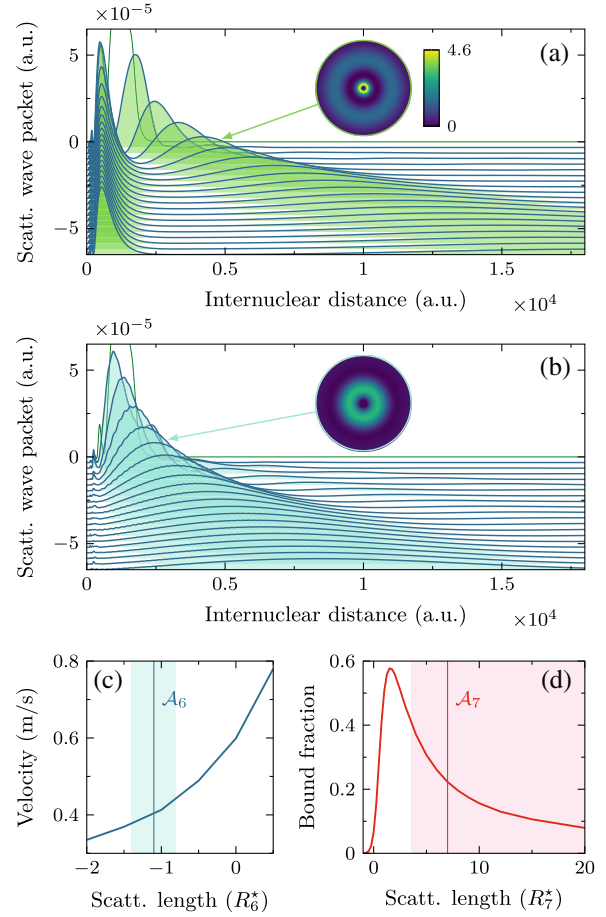 ×10⁻⁵
(a)
4.6
0
5
0
−5
Scatt. wave packet (a.u.)
0
0.5
1
1.5
Internuclear distance (a.u.)
×10⁴
×10⁻⁵
(b)
5
0
−5
Scatt. wave packet (a.u.)
0
0.5
1
1.5
Internuclear distance (a.u.)
×10⁴
(c)
𝒜₆
0.8
0.6
0.4
Velocity (m/s)
−2
−1
0
Scatt. length (R₆⋆)
(d)
𝒜₇
0.6
0.4
0.2
0
Bound fraction
0
10
20
Scatt. length (R₇⋆)